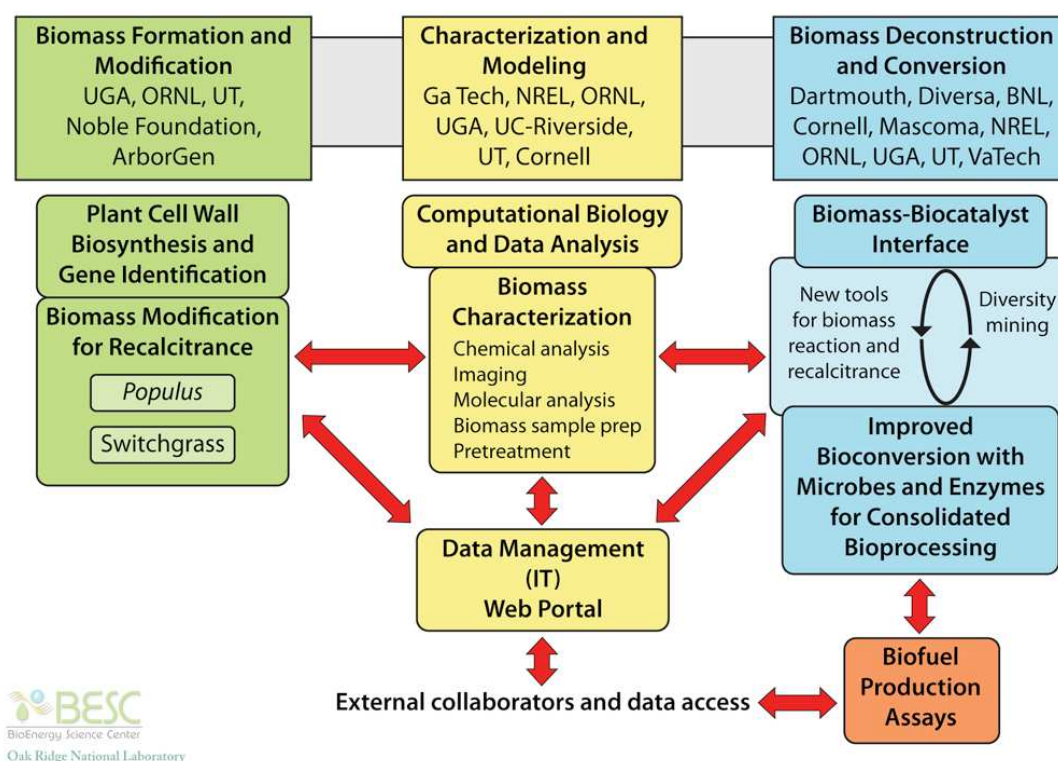 Biomass Formation and
Modification
UGA, ORNL, UT,
Noble Foundation,
ArborGen
Characterization and
Modeling
Ga Tech, NREL, ORNL,
UGA, UC-Riverside,
UT, Cornell
Biomass Deconstruction
and Conversion
Dartmouth, Diversa, BNL,
Cornell, Mascoma, NREL,
ORNL, UGA, UT, VaTech
Plant Cell Wall
Biosynthesis and
Gene Identification
Biomass Modification
for Recalcitrance
Populus
Switchgrass
Computational Biology
and Data Analysis
Biomass
Characterization
Chemical analysis
Imaging
Molecular analysis
Biomass sample prep
Pretreatment
Biomass-Biocatalyst
Interface
New tools
for biomass
reaction and
recalcitrance
Diversity
mining
Improved
Bioconversion with
Microbes and Enzymes
for Consolidated
Bioprocessing
Data Management
(IT)
Web Portal
External collaborators and data access
Biofuel
Production
Assays
BESC
BioEnergy Science Center
Oak Ridge National Laboratory